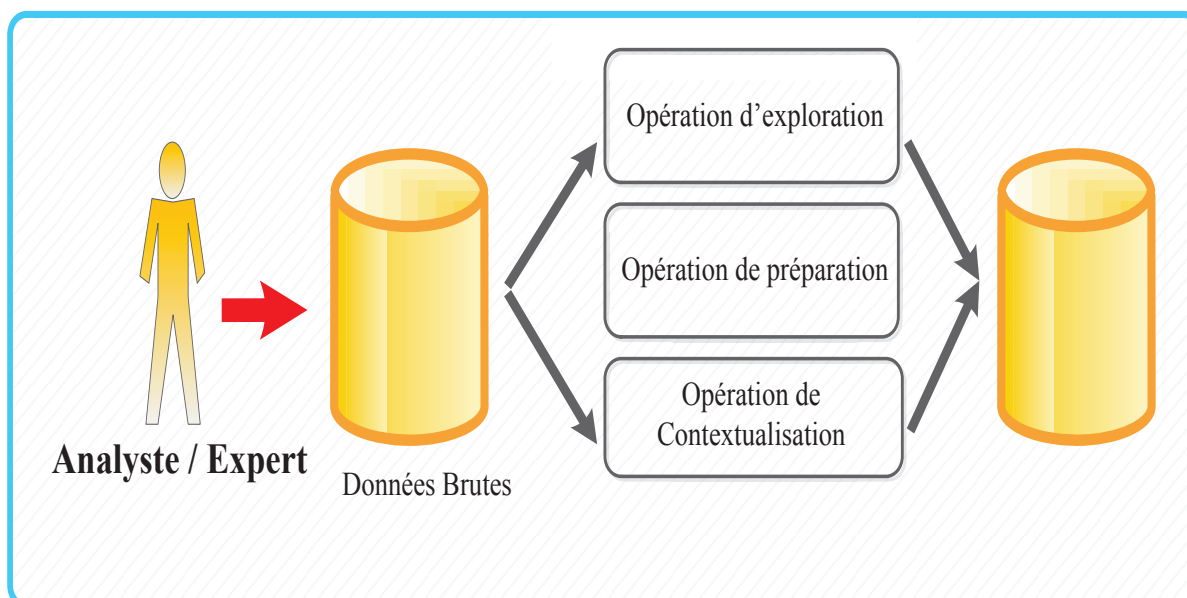 Opération d’exploration
Opération de préparation
Opération de
Contextualisation
Analyste / Expert
Données Brutes